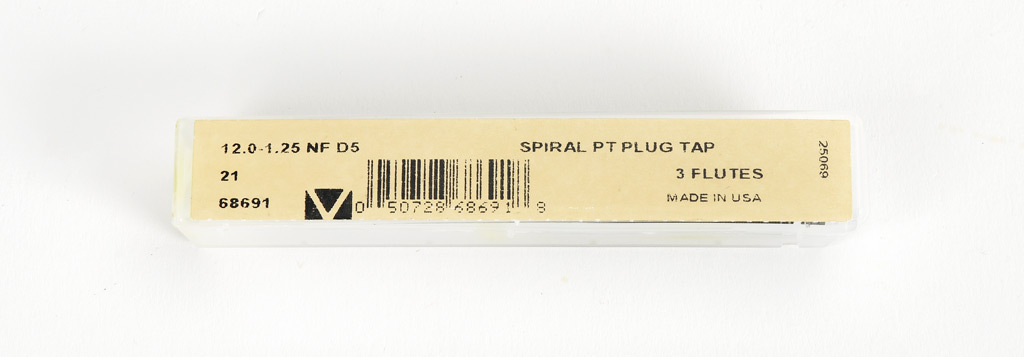 12.0-1.25 NF D5
SPIRAL PT PLUG TAP
21
3 FLUTES
68691
MADE IN USA
0 50728 68691 8
25069